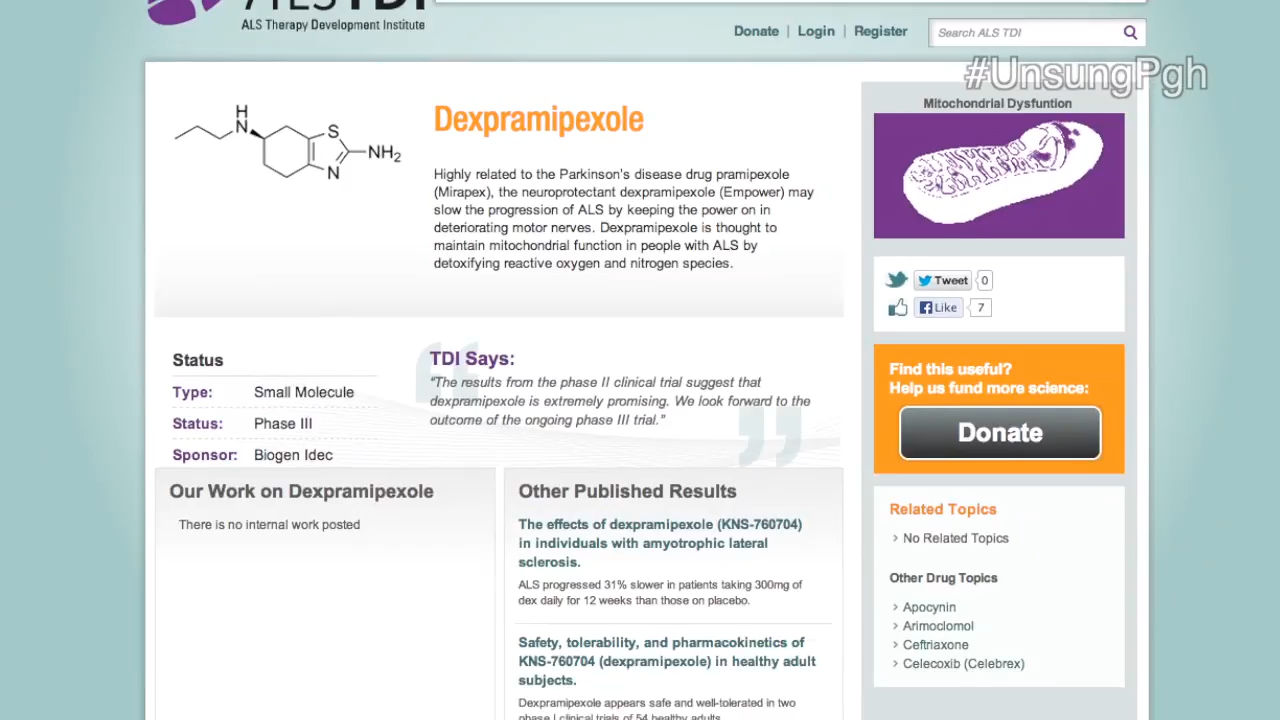 ALSTDI
ALS Therapy Development Institute
Donate | Login | Register
Search ALS TDI
#UnsungPgh
H
N
S
N
NH2
Dexpramipexole
Highly related to the Parkinson's disease drug pramipexole
(Mirapex), the neuroprotectant dexpramipexole (Empower) may
slow the progression of ALS by keeping the power on in
deteriorating motor nerves. Dexpramipexole is thought to
maintain mitochondrial function in people with ALS by
detoxifying reactive oxygen and nitrogen species.
Status
Type: Small Molecule
Status: Phase III
Sponsor: Biogen Idec
TDI Says:
"The results from the phase II clinical trial suggest that
dexpramipexole is extremely promising. We look forward to the
outcome of the ongoing phase III trial."
Our Work on Dexpramipexole
There is no internal work posted
Other Published Results
The effects of dexpramipexole (KNS-760704)
in individuals with amyotrophic lateral
sclerosis.
ALS progressed 31% slower in patients taking 300mg of
dex daily for 12 weeks than those on placebo.
Safety, tolerability, and pharmacokinetics of
KNS-760704 (dexpramipexole) in healthy adult
subjects.
Dexpramipexole appears safe and well-tolerated in two
phase I clinical trials of 54 healthy adults
Mitochondrial Dysfuntion
Tweet 0
Like 7
Find this useful?
Help us fund more science:
Donate
Related Topics
› No Related Topics
Other Drug Topics
› Apocynin
› Arimoclomol
› Ceftriaxone
› Celecoxib (Celebrex)